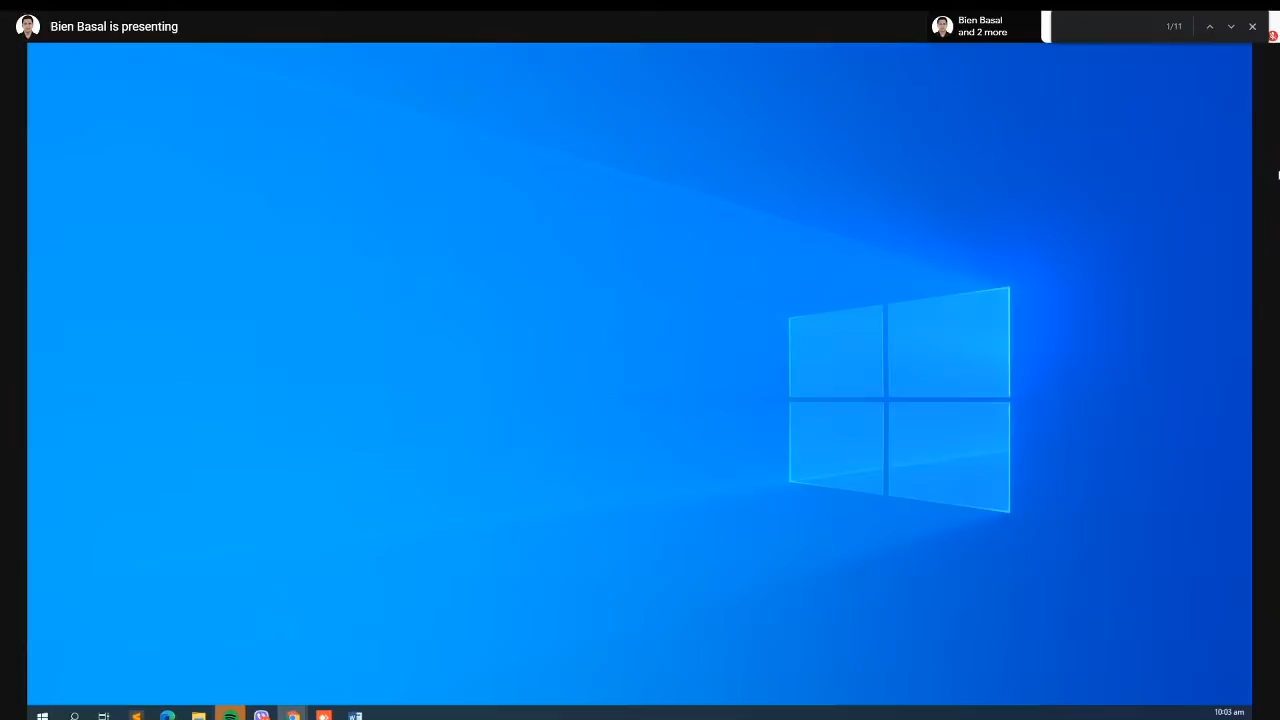 Bien Basal is presenting
Bien Basal
and 2 more
1/11
10:03 am